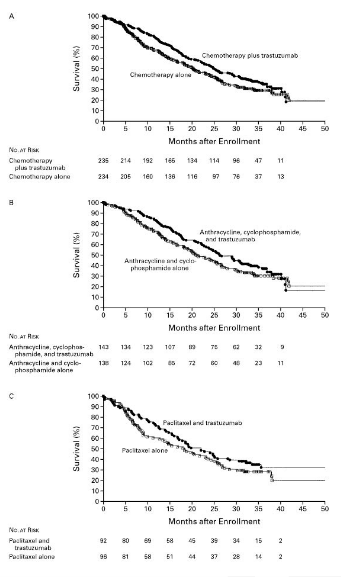 A
100
90
80
70
60
50
40
30
20
10
0
Survival (%)
Chemotherapy plus trastuzumab
Chemotherapy alone
0 5 10 15 20 25 30 35 40 45 50
Months after Enrollment
NO. AT RISK
Chemotherapy
plus trastuzumab
235 214 192 165 134 114 96 47 11
Chemotherapy alone 234 205 160 136 116 97 76 37 13
B
100
90
80
70
60
50
40
30
20
10
0
Survival (%)
Anthracycline, cyclophosphamide,
and trastuzumab
Anthracycline and cyclo-
phosphamide alone
0 5 10 15 20 25 30 35 40 45 50
Months after Enrollment
NO. AT RISK
Anthracycline, cyclophos-
phamide, and trastuzumab
143 134 123 107 89 76 62 32 9
Anthracycline and cyclo-
phosphamide alone
138 124 102 85 72 60 48 23 11
C
100
90
80
70
60
50
40
30
20
10
0
Survival (%)
Paclitaxel and trastuzumab
Paclitaxel alone
0 5 10 15 20 25 30 35 40 45 50
Months after Enrollment
NO. AT RISK
Paclitaxel and
trastuzumab
92 80 69 58 45 39 34 15 2
Paclitaxel alone 96 81 58 51 44 37 28 14 2